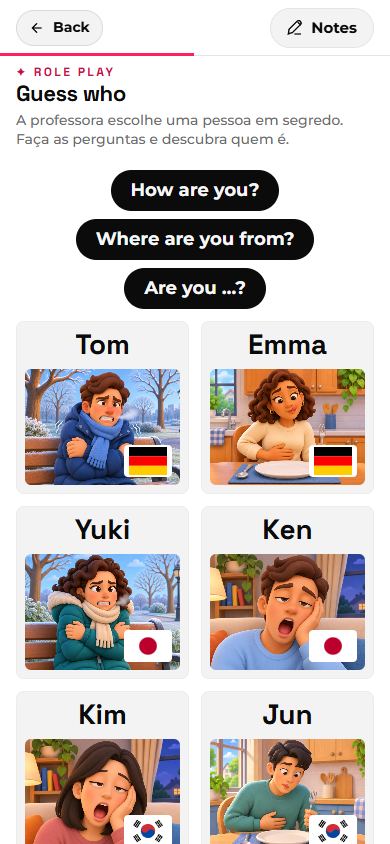 Back
Notes
ROLE PLAY
Guess who
A professora escolhe uma pessoa em segredo.
Faça as perguntas e descubra quem é.
How are you?
Where are you from?
Are you ...?
Tom
Emma
Yuki
Ken
Kim
Jun